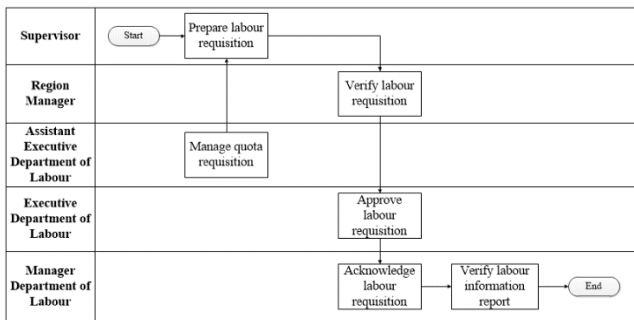 Supervisor
Start
Prepare labour
requisition
Region
Manager
Verify labour
requisition
Assistant
Executive
Department of
Labour
Manage quota
requisition
Executive
Department of
Labour
Approve
labour
requisition
Manager
Department of
Labour
Acknowledge
labour
requisition
Verify labour
information
report
End